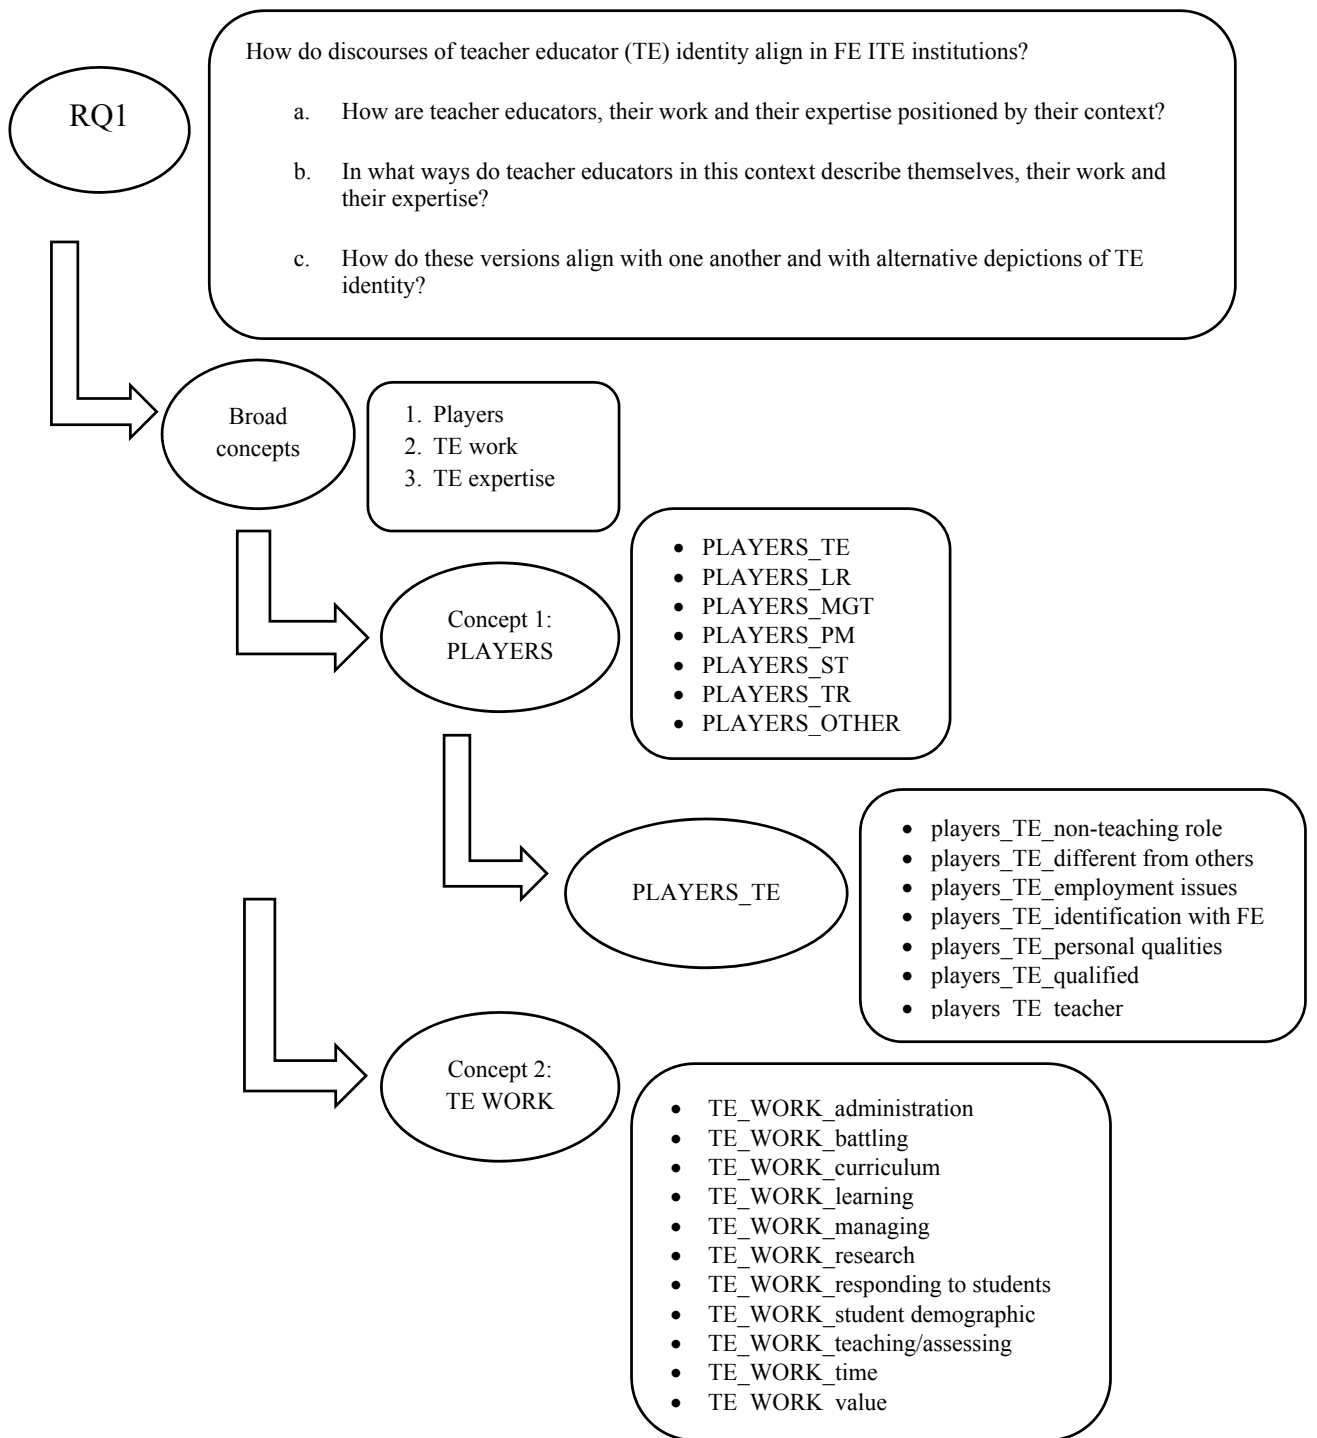 RQ1
How do discourses of teacher educator (TE) identity align in FE ITE institutions?
a. How are teacher educators, their work and their expertise positioned by their context?
b. In what ways do teacher educators in this context describe themselves, their work and
their expertise?
c. How do these versions align with one another and with alternative depictions of TE
identity?
Broad
concepts
1. Players
2. TE work
3. TE expertise
Concept 1:
PLAYERS
• PLAYERS_TE
• PLAYERS_LR
• PLAYERS_MGT
• PLAYERS_PM
• PLAYERS_ST
• PLAYERS_TR
• PLAYERS_OTHER
PLAYERS_TE
• players_TE_non-teaching role
• players_TE_different from others
• players_TE_employment issues
• players_TE_identification with FE
• players_TE_personal qualities
• players_TE_qualified
• players_TE_teacher
Concept 2:
TE WORK
• TE_WORK_administration
• TE_WORK_battling
• TE_WORK_curriculum
• TE_WORK_learning
• TE_WORK_managing
• TE_WORK_research
• TE_WORK_responding to students
• TE_WORK_student demographic
• TE_WORK_teaching/assessing
• TE_WORK_time
• TE_WORK_value